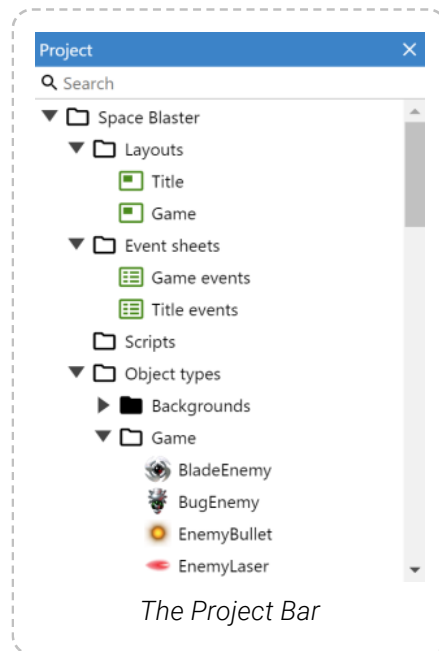 Project
Search
Space Blaster
Layouts
Title
Game
Event sheets
Game events
Title events
Scripts
Object types
Backgrounds
Game
BladeEnemy
BugEnemy
EnemyBullet
EnemyLaser
The Project Bar